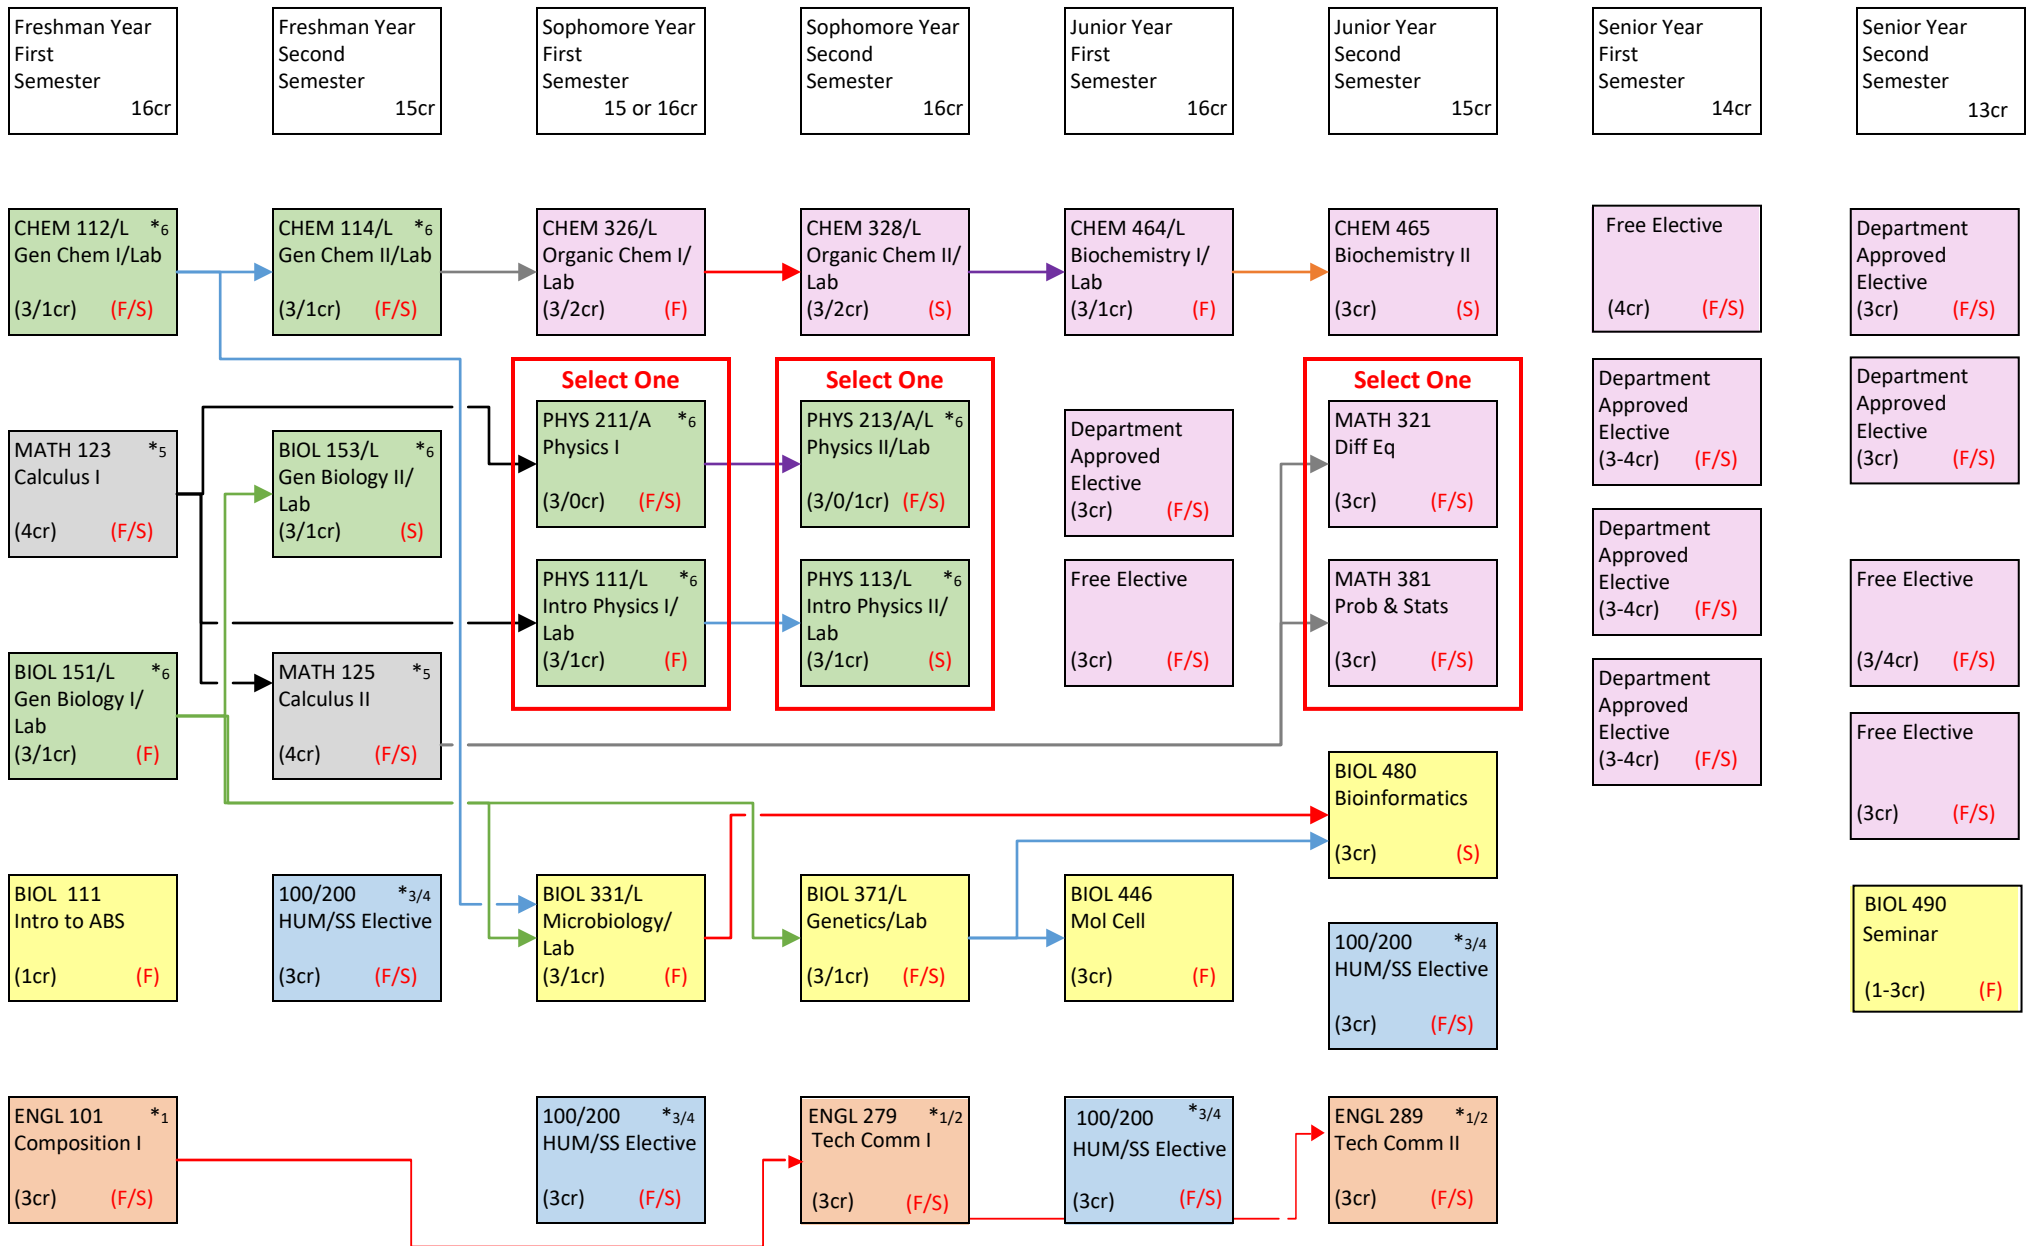 Freshman Year
First
Semester
16cr
Freshman Year
Second
Semester
15cr
Sophomore Year
First
Semester
15 or 16cr
Sophomore Year
Second
Semester
16cr
Junior Year
First
Semester
16cr
Junior Year
Second
Semester
15cr
Senior Year
First
Semester
14cr
Senior Year
Second
Semester
13cr
CHEM 112/L *6
Gen Chem I/Lab
(3/1cr) (F/S)
CHEM 114/L *6
Gen Chem II/Lab
(3/1cr) (F/S)
CHEM 326/L
Organic Chem I/
Lab
(3/2cr) (F)
CHEM 328/L
Organic Chem II/
Lab
(3/2cr) (S)
CHEM 464/L
Biochemistry I/
Lab
(3/1cr) (F)
CHEM 465
Biochemistry II
(3cr) (S)
Free Elective
(4cr) (F/S)
Department
Approved
Elective
(3cr) (F/S)
MATH 123 *5
Calculus I
(4cr) (F/S)
BIOL 153/L *6
Gen Biology II/
Lab
(3/1cr) (S)
Select One
PHYS 211/A *6
Physics I
(3/0cr) (F/S)
PHYS 111/L *6
Intro Physics I/
Lab
(3/1cr) (F)
Select One
PHYS 213/A/L *6
Physics II/Lab
(3/0/1cr) (F/S)
PHYS 113/L *6
Intro Physics II/
Lab
(3/1cr) (S)
Department
Approved
Elective
(3cr) (F/S)
Free Elective
(3cr) (F/S)
Select One
MATH 321
Diff Eq
(3cr) (F/S)
MATH 381
Prob & Stats
(3cr) (F/S)
Department
Approved
Elective
(3-4cr) (F/S)
Department
Approved
Elective
(3-4cr) (F/S)
Department
Approved
Elective
(3-4cr) (F/S)
Department
Approved
Elective
(3cr) (F/S)
Free Elective
(3/4cr) (F/S)
Free Elective
(3cr) (F/S)
BIOL 151/L *6
Gen Biology I/
Lab
(3/1cr) (F)
MATH 125 *5
Calculus II
(4cr) (F/S)
BIOL 480
Bioinformatics
(3cr) (S)
BIOL 111
Intro to ABS
(1cr) (F)
100/200 *3/4
HUM/SS Elective
(3cr) (F/S)
BIOL 331/L
Microbiology/
Lab
(3/1cr) (F)
BIOL 371/L
Genetics/Lab
(3/1cr) (F/S)
BIOL 446
Mol Cell
(3cr) (F)
100/200 *3/4
HUM/SS Elective
(3cr) (F/S)
BIOL 490
Seminar
(1-3cr) (F)
ENGL 101 *1
Composition I
(3cr) (F/S)
100/200 *3/4
HUM/SS Elective
(3cr) (F/S)
ENGL 279 *1/2
Tech Comm I
(3cr) (F/S)
100/200 *3/4
HUM/SS Elective
(3cr) (F/S)
ENGL 289 *1/2
Tech Comm II
(3cr) (F/S)